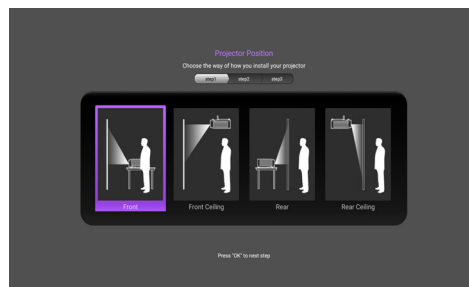 Projector Position
Choose the way of how you install your projector
step1 step2 step3
Front Front Ceiling Rear Rear Ceiling
Press "OK" to next step